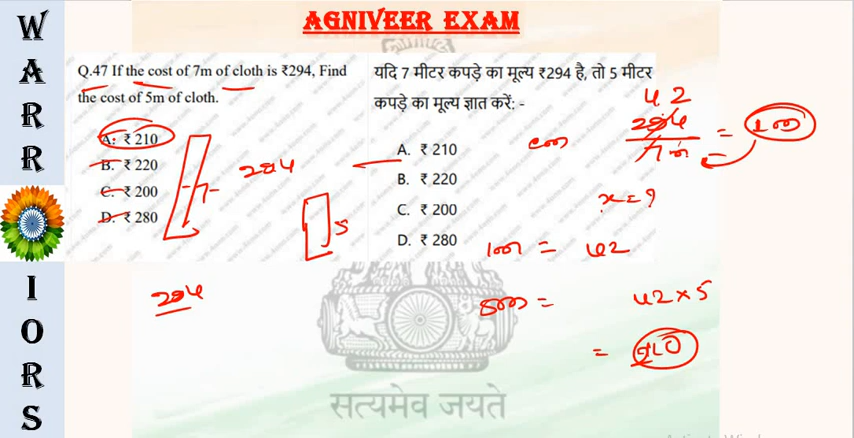 AGNIVEER EXAM
WARRIORS
Q.47 If the cost of 7m of cloth is ₹294, Find
the cost of 5m of cloth.
A: ₹ 210
B. ₹ 220
C. ₹ 200
D. ₹ 280
यदि 7 मीटर कपड़े का मूल्य ₹294 है, तो 5 मीटर
कपड़े का मूल्य ज्ञात करें: -
A. ₹ 210
B. ₹ 220
C. ₹ 200
D. ₹ 280
294
7
5
294
42
294
7m
= 1m
x = ?
1m = 42
5m = 42 × 5
= 210
सत्यमेव जयते